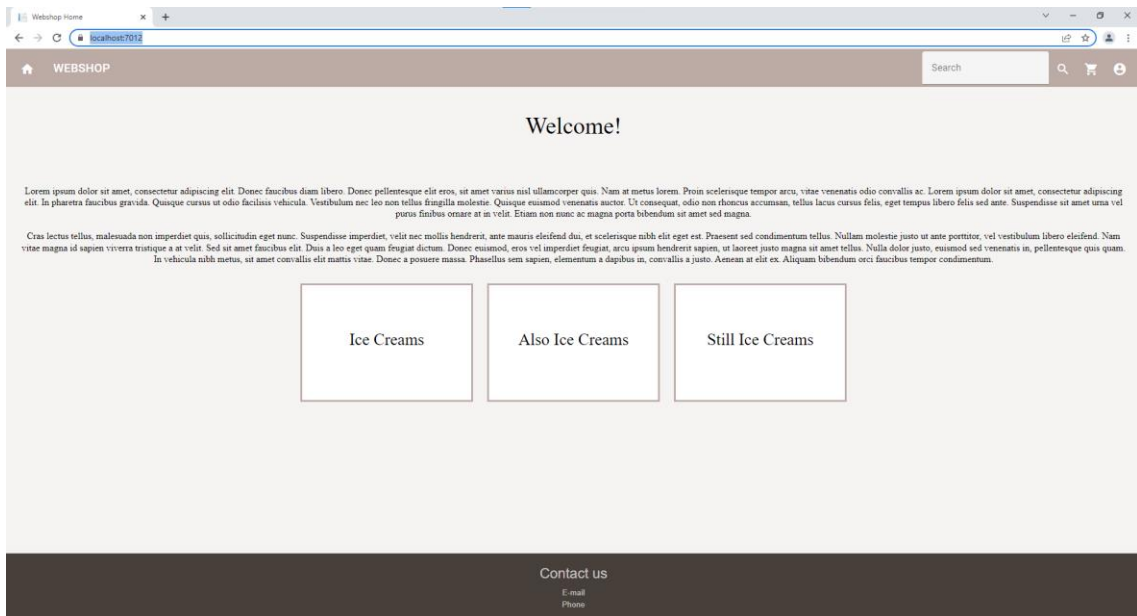 Webshop Home
localhost:7012
WEBSHOP
Search
Welcome!
Lorem ipsum dolor sit amet, consectetur adipiscing elit. Donec faucibus diam libero. Donec pellentesque elit eros, sit amet varius nisl ullamcorper quis. Nam at metus lorem. Proin scelerisque tempor arcu, vitae venenatis odio convallis ac. Lorem ipsum dolor sit amet, consectetur adipiscing
elit. In pharetra faucibus gravida. Quisque cursus ut odio facilisis vehicula. Vestibulum nec leo non tellus fringilla molestie. Quisque euismod venenatis auctor. Ut consequat, odio non rhoncus accumsan, tellus lacus cursus felis, eget tempus libero felis sed ante. Suspendisse sit amet urna vel
purus finibus ornare at in velit. Etiam non nunc ac magna porta bibendum sit amet sed magna.
Cras lectus tellus, malesuada non imperdiet quis, sollicitudin eget nunc. Suspendisse imperdiet, velit nec mollis hendrerit, ante mauris eleifend dui, et scelerisque nibh elit eget est. Praesent sed condimentum tellus. Nullam molestie justo ut ante porttitor, vel vestibulum libero eleifend. Nam
vitae magna id sapien viverra tristique a at velit. Sed sit amet faucibus elit. Duis a leo eget quam feugiat dictum. Donec euismod, eros vel imperdiet feugiat, arcu ipsum hendrerit sapien, ut laoreet justo magna sit amet tellus. Nulla dolor justo, euismod sed venenatis in, pellentesque quis quam.
In vehicula nibh metus, sit amet convallis elit mattis vitae. Donec a posuere massa. Phasellus sem sapien, elementum a dapibus in, convallis a justo. Aenean at elit ex. Aliquam bibendum orci faucibus tempor condimentum.
Ice Creams
Also Ice Creams
Still Ice Creams
Contact us
E-mail
Phone